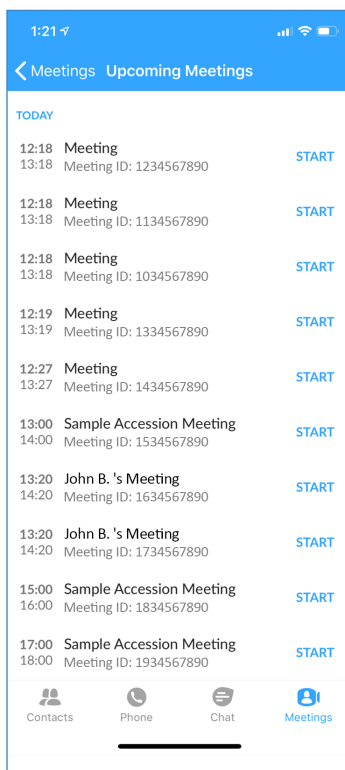 1:21
Meetings Upcoming Meetings
TODAY
12:18 Meeting
13:18 Meeting ID: 1234567890 START
12:18 Meeting
13:18 Meeting ID: 1134567890 START
12:18 Meeting
13:18 Meeting ID: 1034567890 START
12:19 Meeting
13:19 Meeting ID: 1334567890 START
12:27 Meeting
13:27 Meeting ID: 1434567890 START
13:00 Sample Accession Meeting
14:00 Meeting ID: 1534567890 START
13:20 John B. 's Meeting
14:20 Meeting ID: 1634567890 START
13:20 John B. 's Meeting
14:20 Meeting ID: 1734567890 START
15:00 Sample Accession Meeting
16:00 Meeting ID: 1834567890 START
17:00 Sample Accession Meeting
18:00 Meeting ID: 1934567890 START
Contacts Phone Chat Meetings